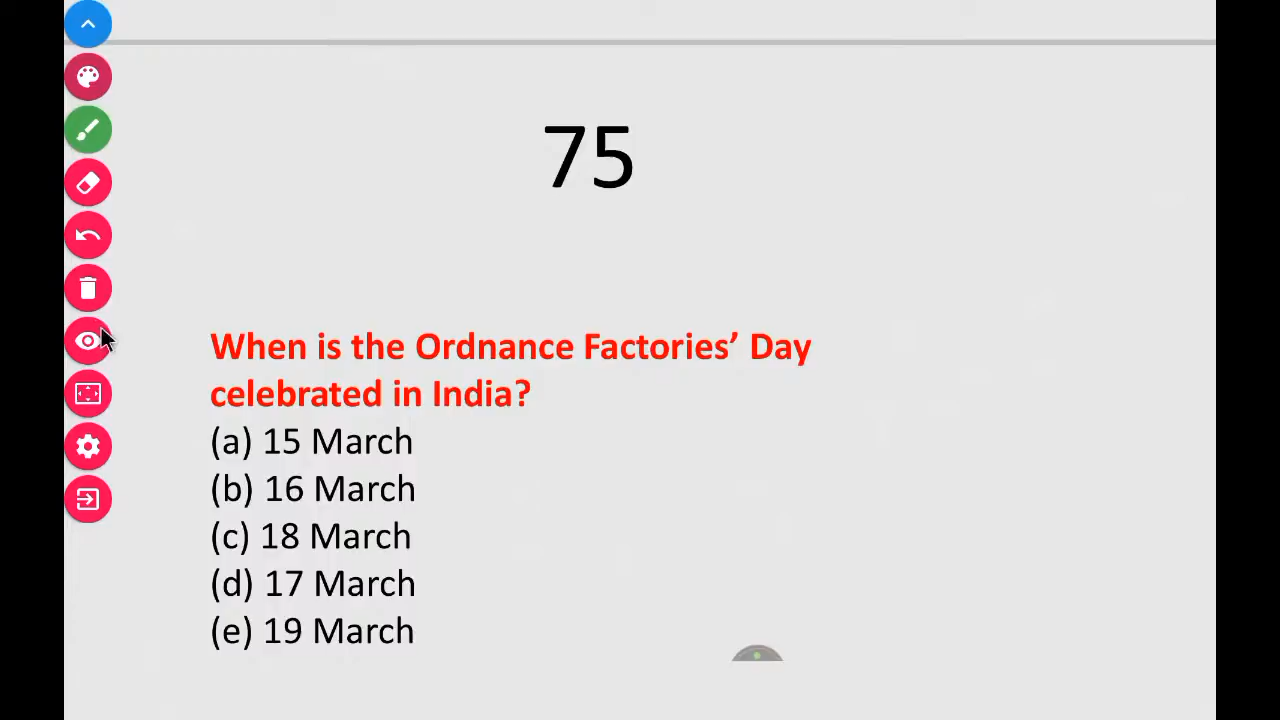 75
When is the Ordnance Factories’ Day
celebrated in India?
(a) 15 March
(b) 16 March
(c) 18 March
(d) 17 March
(e) 19 March